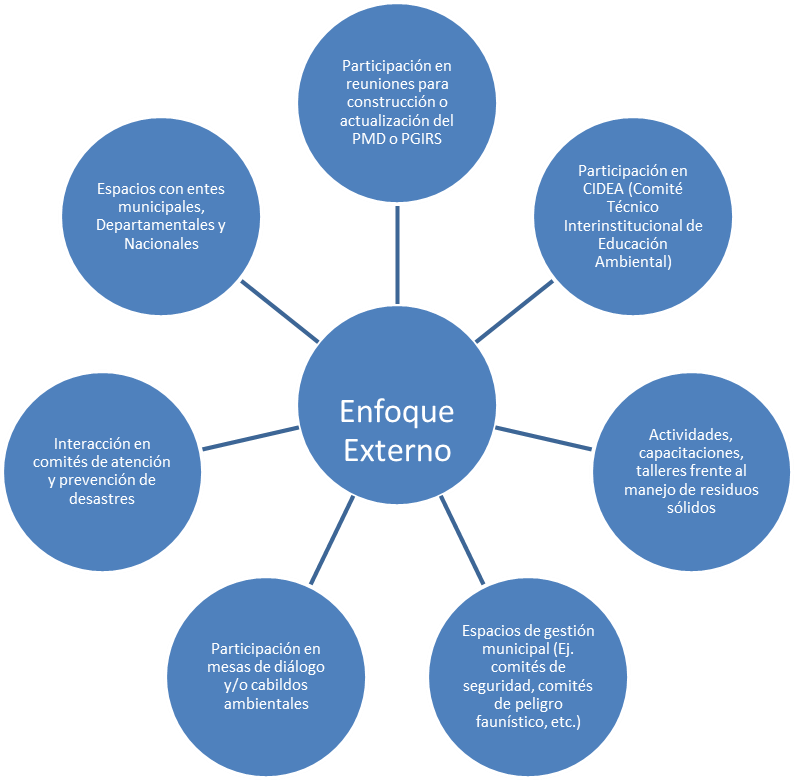 Participación en
reuniones para
construcción o
actualización del
PMD o PGIRS
Participación en
CIDEA (Comité
Técnico
Interinstitucional de
Educación
Ambiental)
Actividades,
capacitaciones,
talleres frente al
manejo de residuos
sólidos
Espacios de gestión
municipal (Ej.
comités de
seguridad, comités
de peligro
faunístico, etc.)
Participación en
mesas de diálogo
y/o cabildos
ambientales
Interacción en
comités de atención
y prevención de
desastres
Espacios con entes
municipales,
Departamentales y
Nacionales
Enfoque
Externo